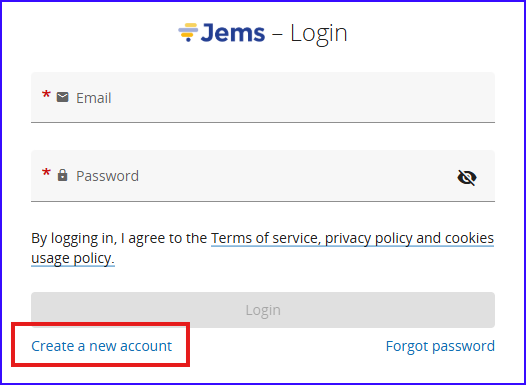 Jems – Login
* Email
* Password
By logging in, I agree to the Terms of service, privacy policy and cookies
usage policy.
Login
Create a new account Forgot password